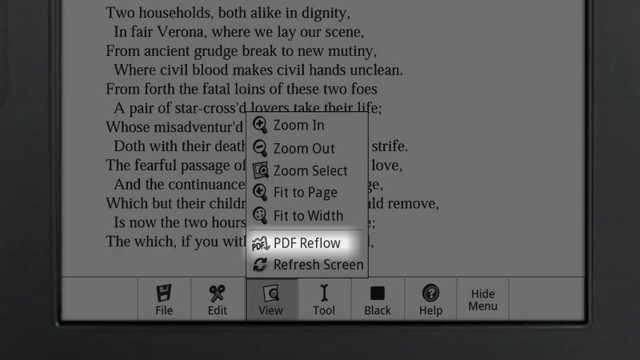 Two households, both alike in dignity,
In fair Verona, where we lay our scene,
From ancient grudge break to new mutiny,
Where civil blood makes civil hands unclean.
From forth the fatal loins of these two foes
A pair of star-cross'd lovers take their life;
Whose misadventur'd
Doth with their death strife.
The fearful passage of love,
And the continuance
Which but their childr remove,
Is now the two hours
The which, if you with
Zoom In
Zoom Out
Zoom Select
Fit to Page
Fit to Width
PDF Reflow
Refresh Screen
File
Edit
View
Tool
Black
Help
Hide
Menu